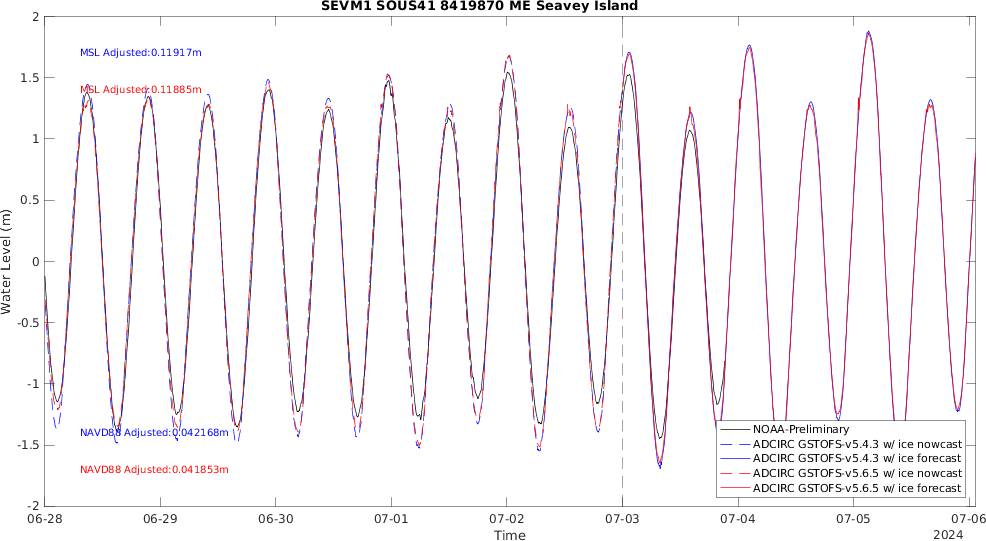 SEVM1 SOUS41 8419870 ME Seavey Island
2
1.5
1
0.5
0
-0.5
-1
-1.5
-2
Water Level (m)
MSL Adjusted:0.11917m
MSL Adjusted:0.11885m
NAVD88 Adjusted:0.042168m
NAVD88 Adjusted:0.041853m
NOAA-Preliminary
ADCIRC GSTOFS-v5.4.3 w/ ice nowcast
ADCIRC GSTOFS-v5.4.3 w/ ice forecast
ADCIRC GSTOFS-v5.6.5 w/ ice nowcast
ADCIRC GSTOFS-v5.6.5 w/ ice forecast
06-28 06-29 06-30 07-01 07-02 07-03 07-04 07-05 07-06
Time
2024